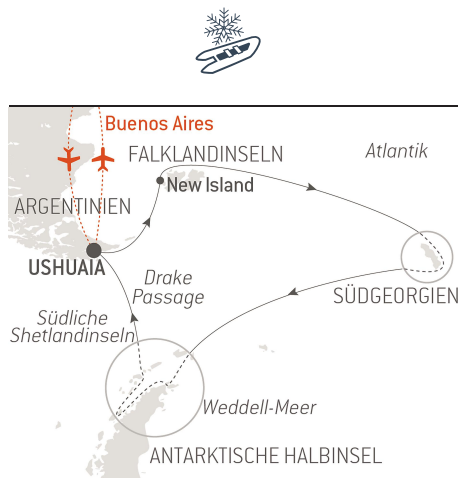 Buenos Aires
FALKLANDINSELN
Atlantik
New Island
ARGENTINIEN
USHUAIA
Drake
Passage
SÜDGEORGIEN
Südliche
Shetlandinseln
Weddell-Meer
ANTARKTISCHE HALBINSEL